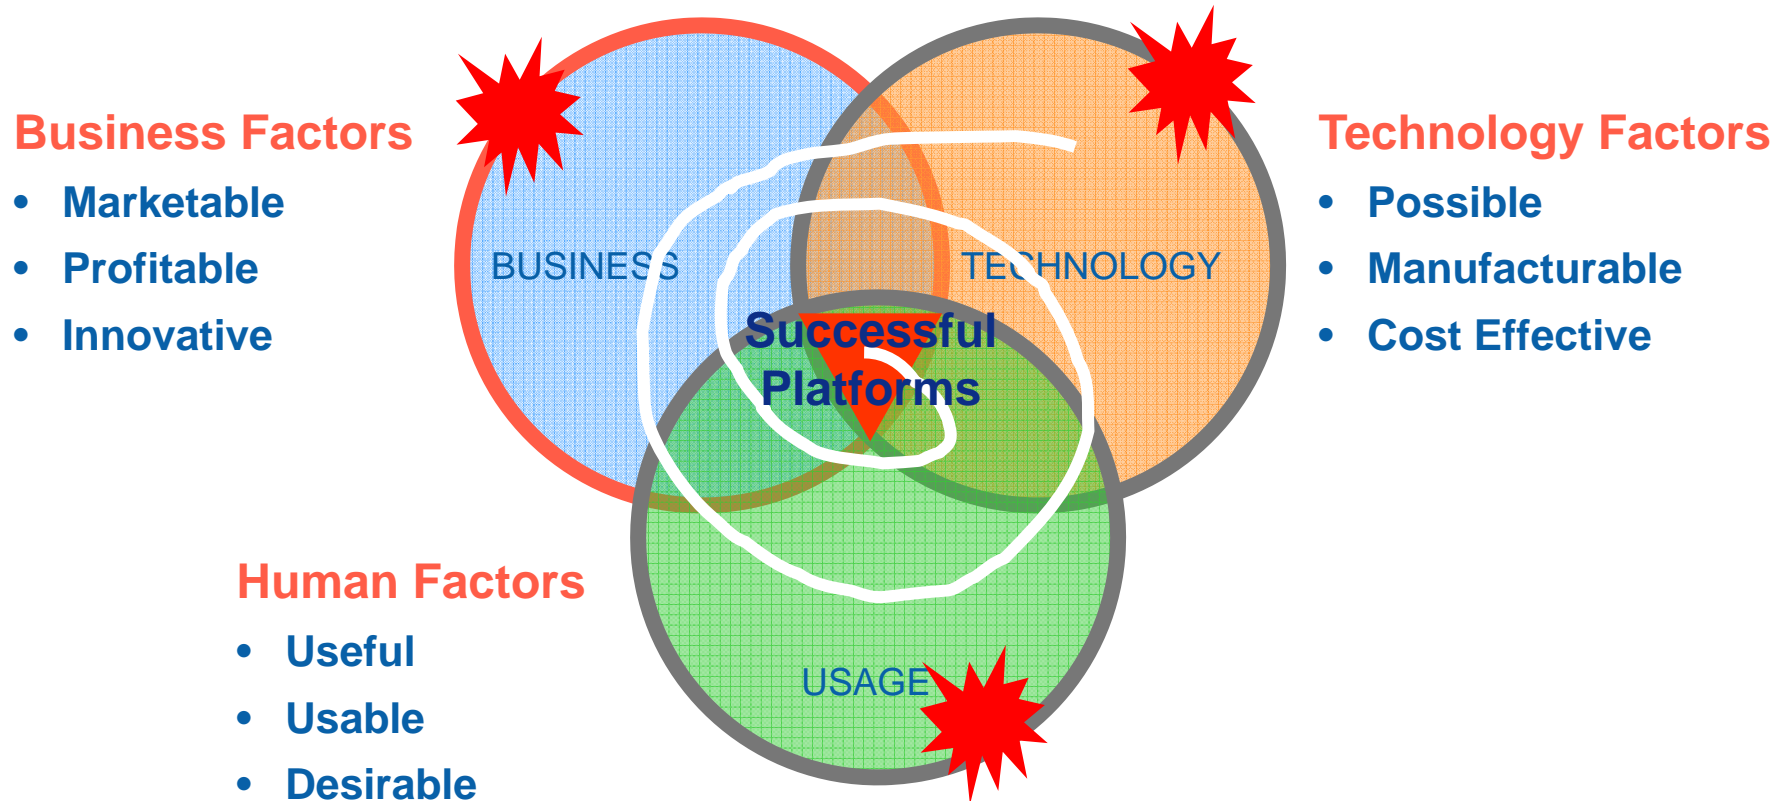 Business Factors
• Marketable
• Profitable
• Innovative
BUSINESS
TECHNOLOGY
Successful
Platforms
USAGE
Technology Factors
• Possible
• Manufacturable
• Cost Effective
Human Factors
• Useful
• Usable
• Desirable